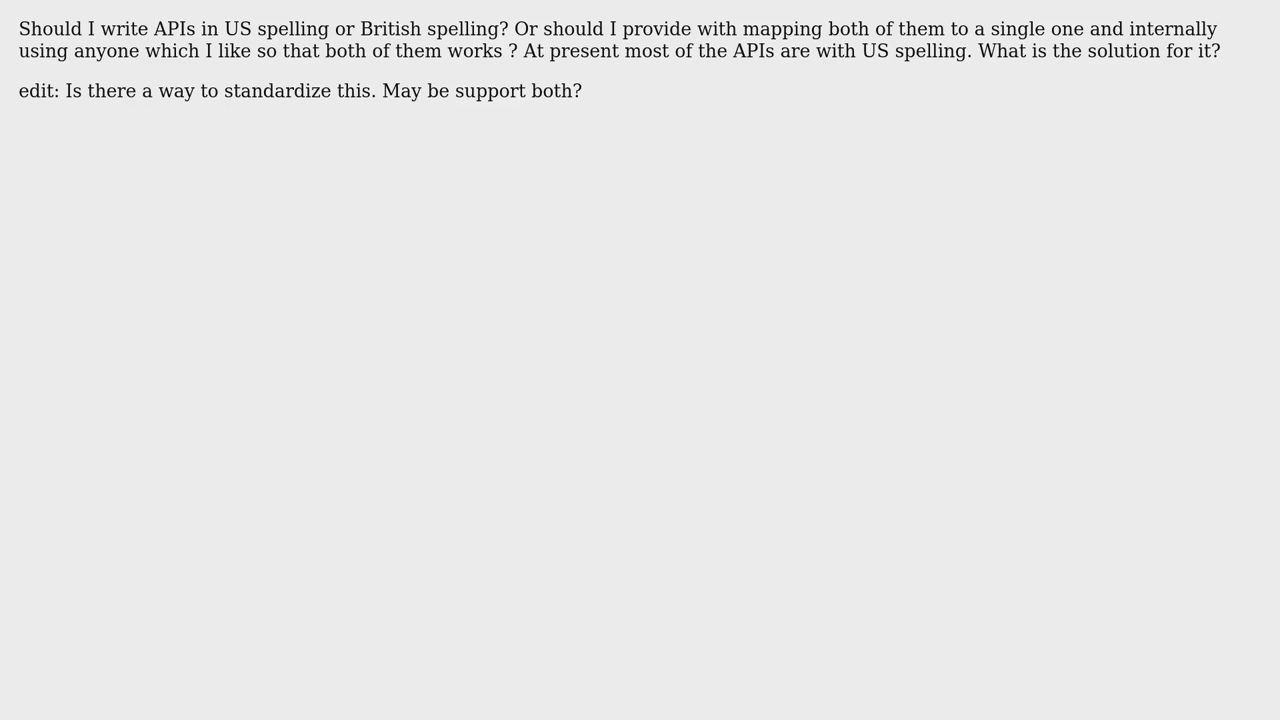 Should I write APIs in US spelling or British spelling? Or should I provide with mapping both of them to a single one and internally
using anyone which I like so that both of them works ? At present most of the APIs are with US spelling. What is the solution for it?
edit: Is there a way to standardize this. May be support both?